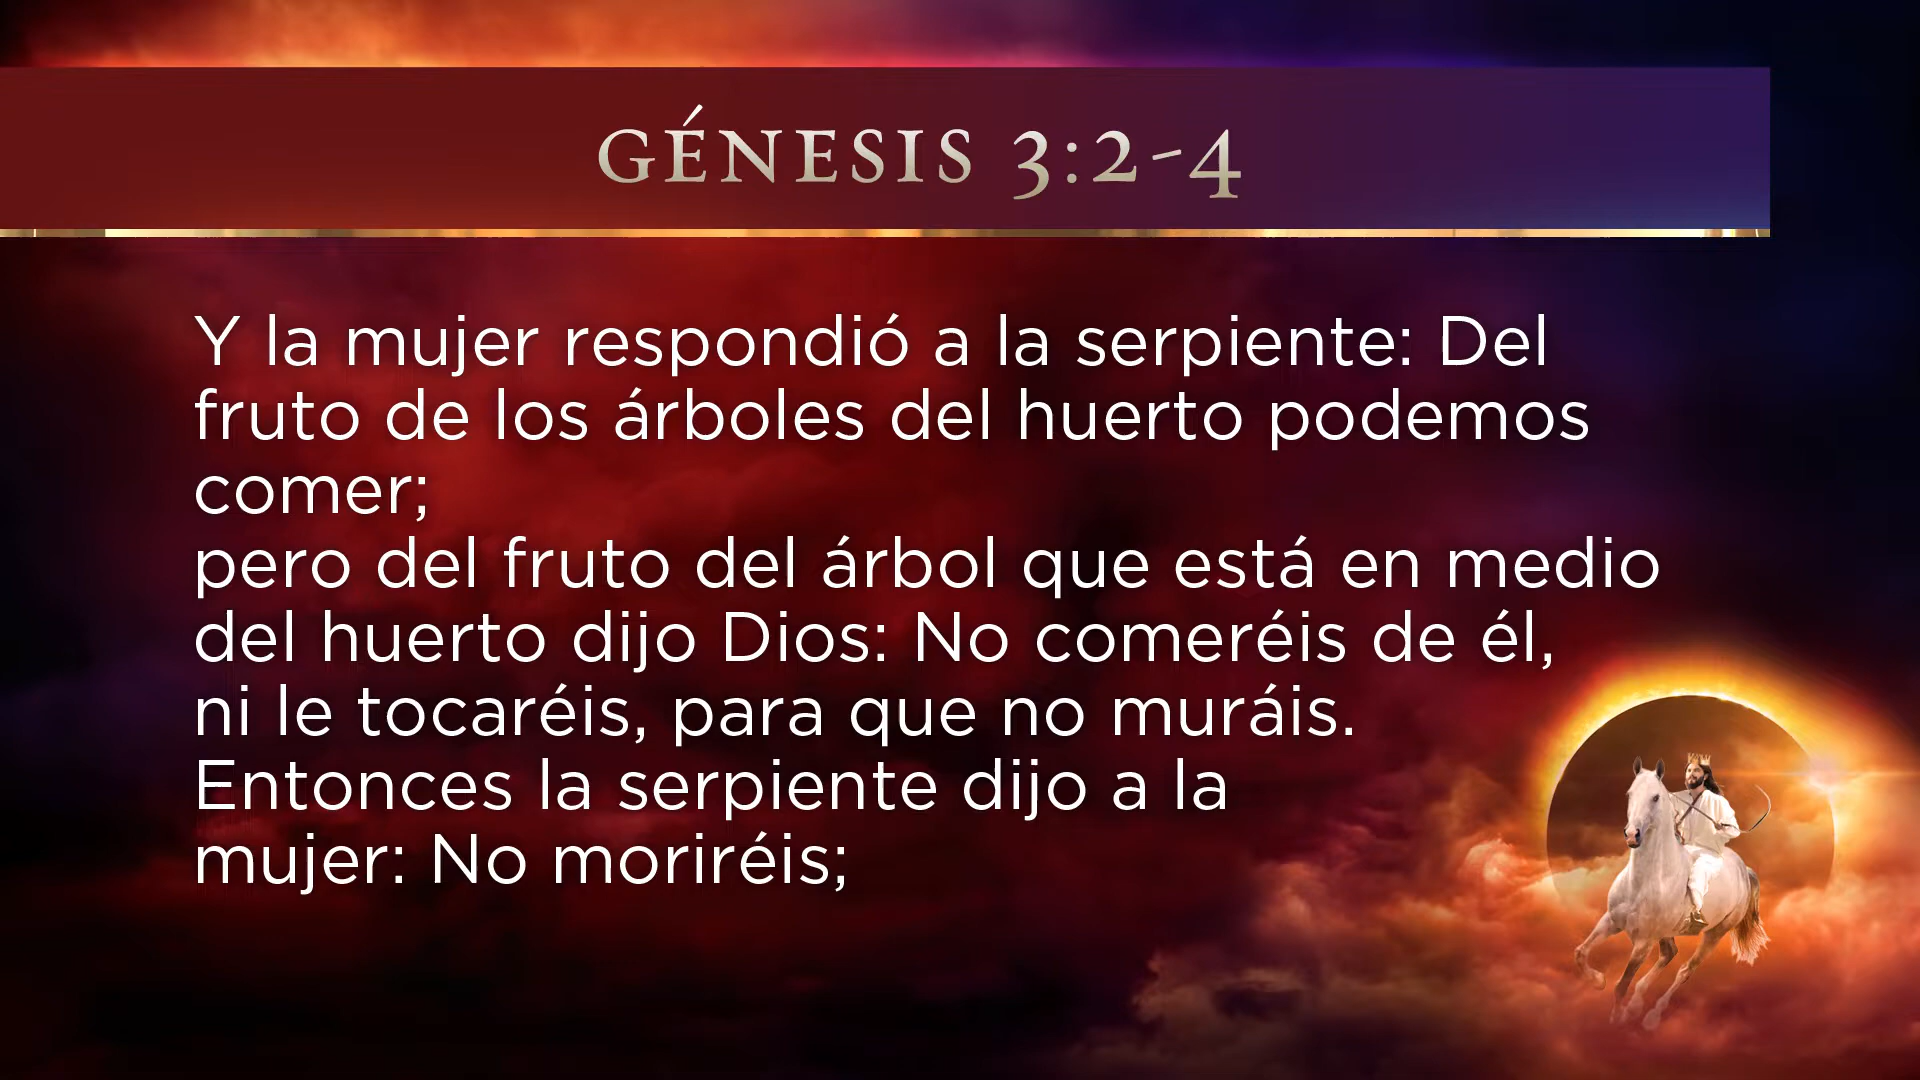 GÉNESIS 3:2-4
Y la mujer respondió a la serpiente: Del
fruto de los árboles del huerto podemos
comer;
pero del fruto del árbol que está en medio
del huerto dijo Dios: No comeréis de él,
ni le tocaréis, para que no muráis.
Entonces la serpiente dijo a la
mujer: No moriréis;